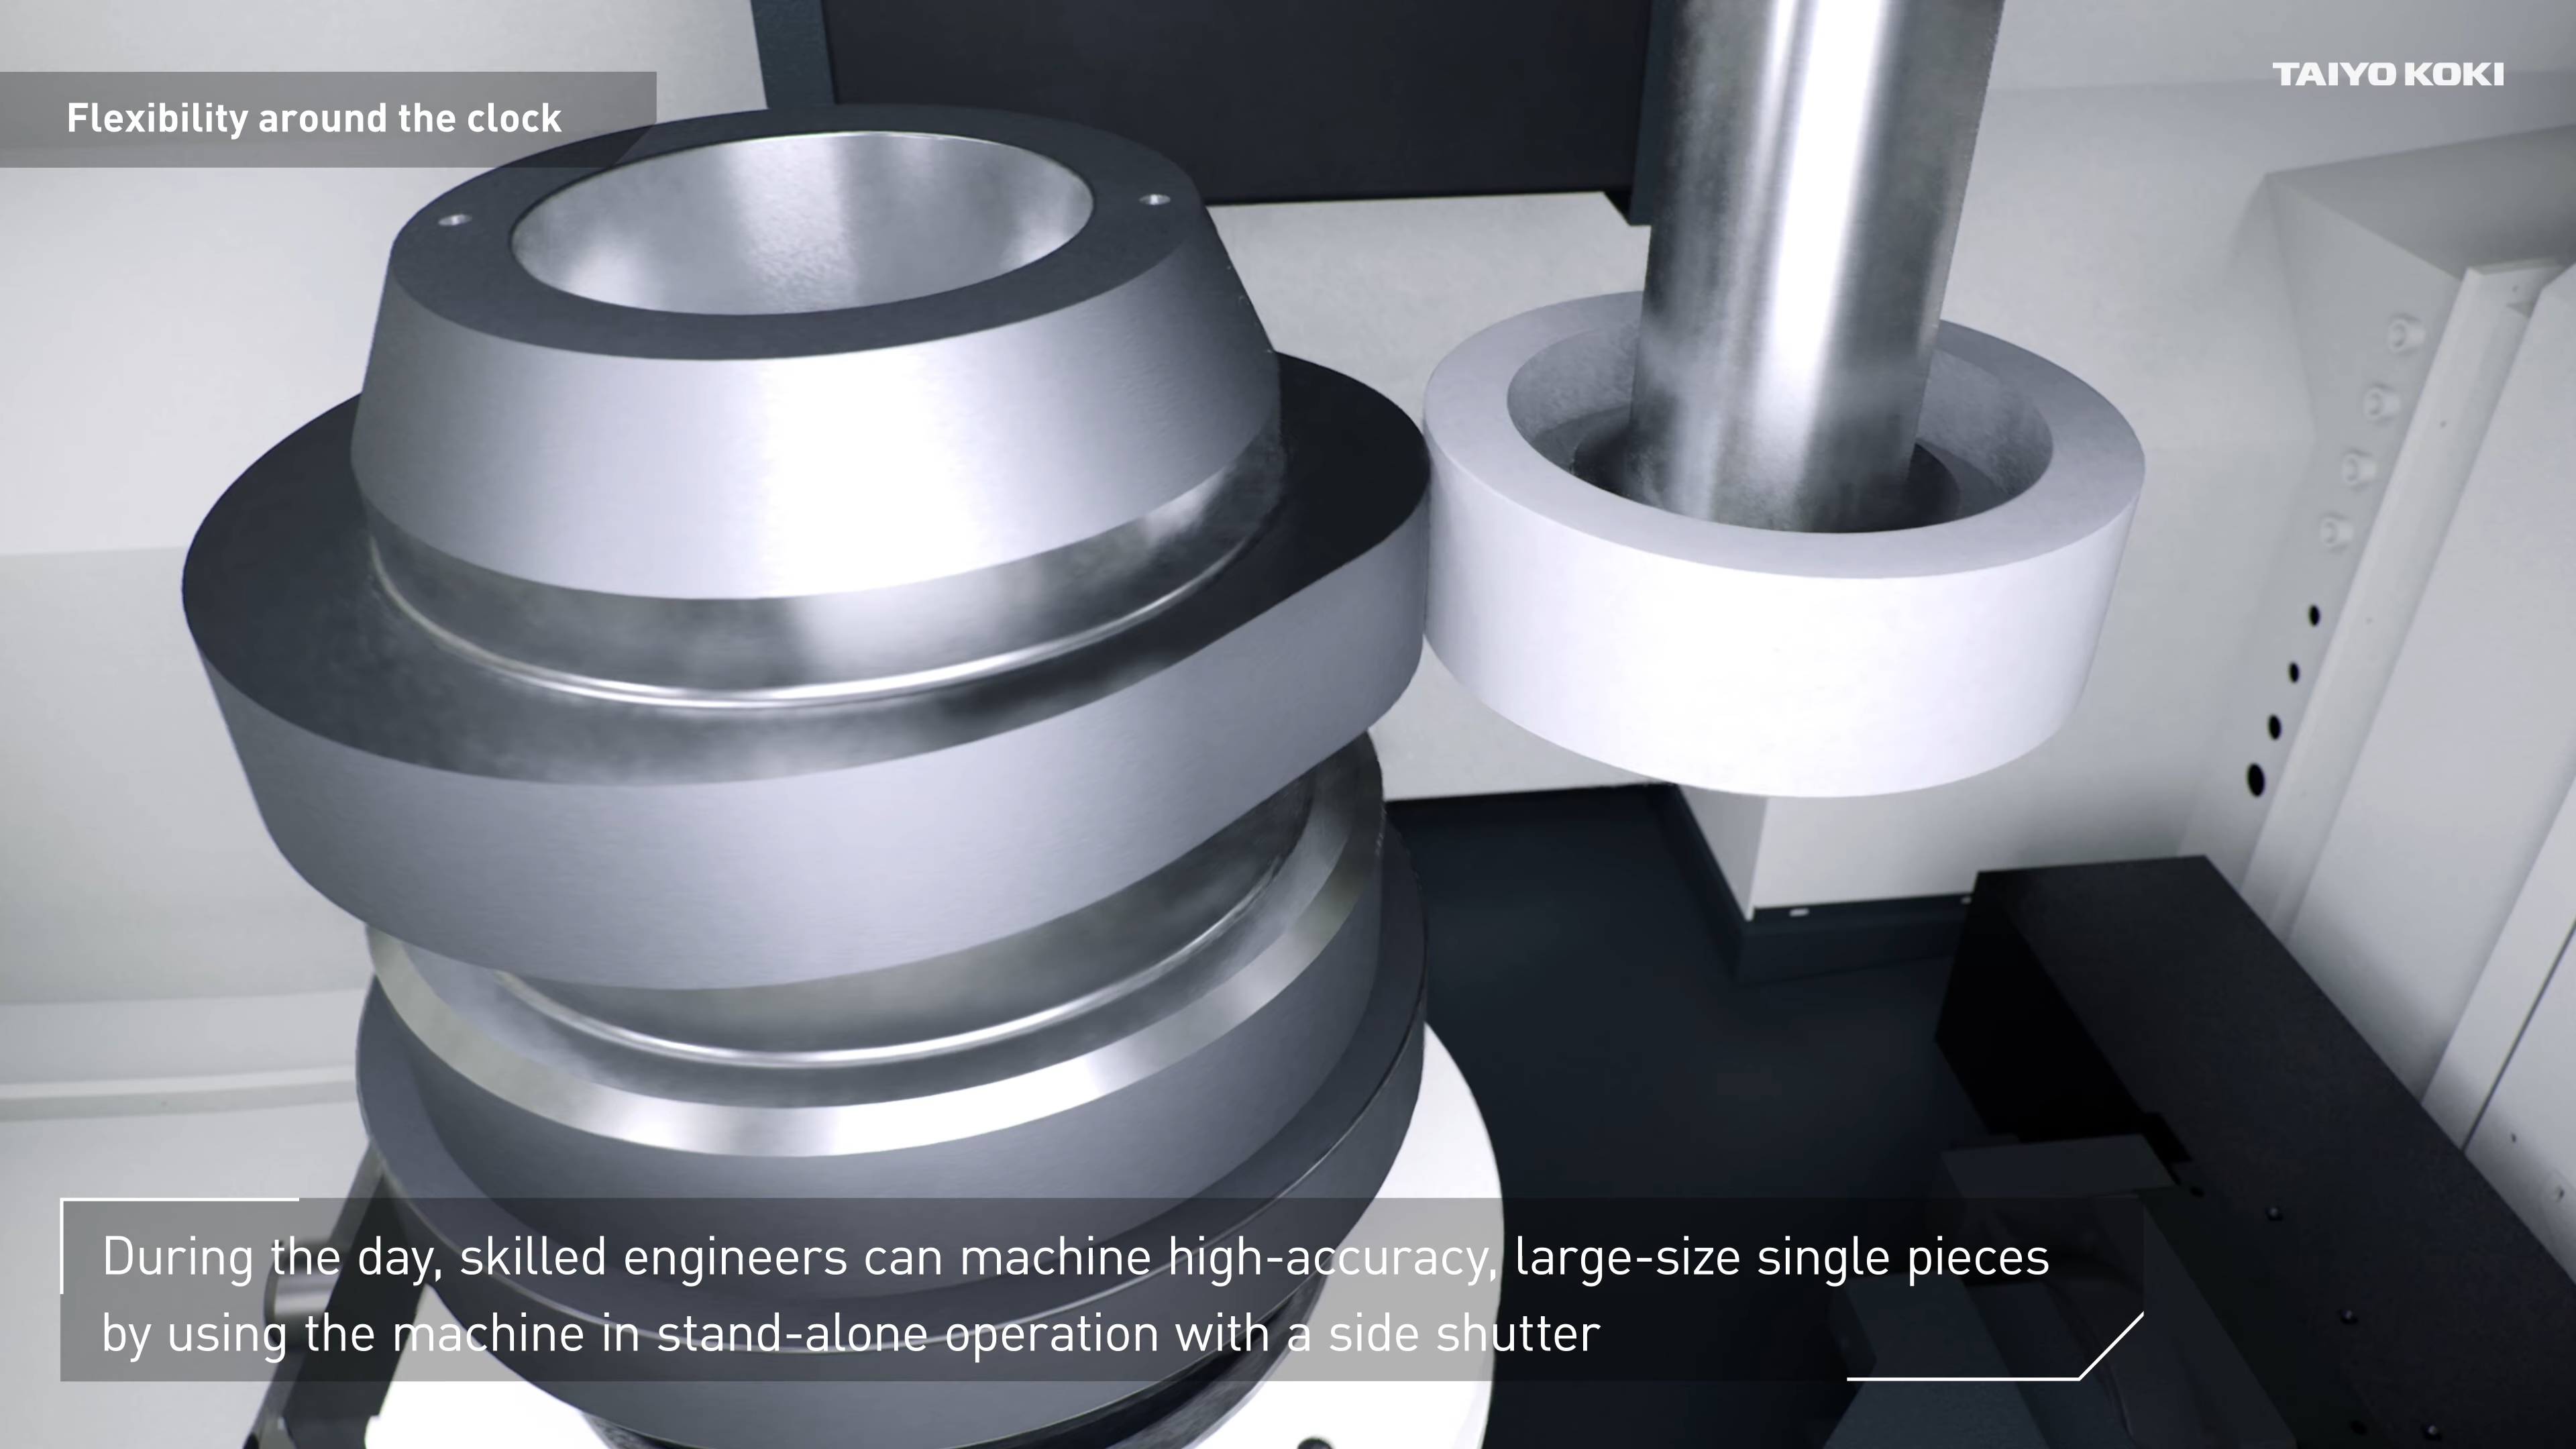 Flexibility around the clock
TAIYO KOKI
During the day, skilled engineers can machine high-accuracy, large-size single pieces
by using the machine in stand-alone operation with a side shutter